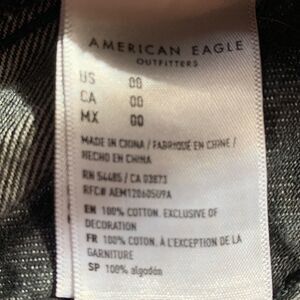 AMERICAN EAGLE
OUTFITTERS
US 00
CA 00
MX 00
MADE IN CHINA / FABRIQUÉ EN CHINE /
HECHO EN CHINA
RN 54485 / CA 03873
RFC# AEM120605U9A
EN 100% COTTON. EXCLUSIVE OF
DECORATION
FR 100% COTON. À L'EXCEPTION DE LA
GARNITURE
SP 100% algodón